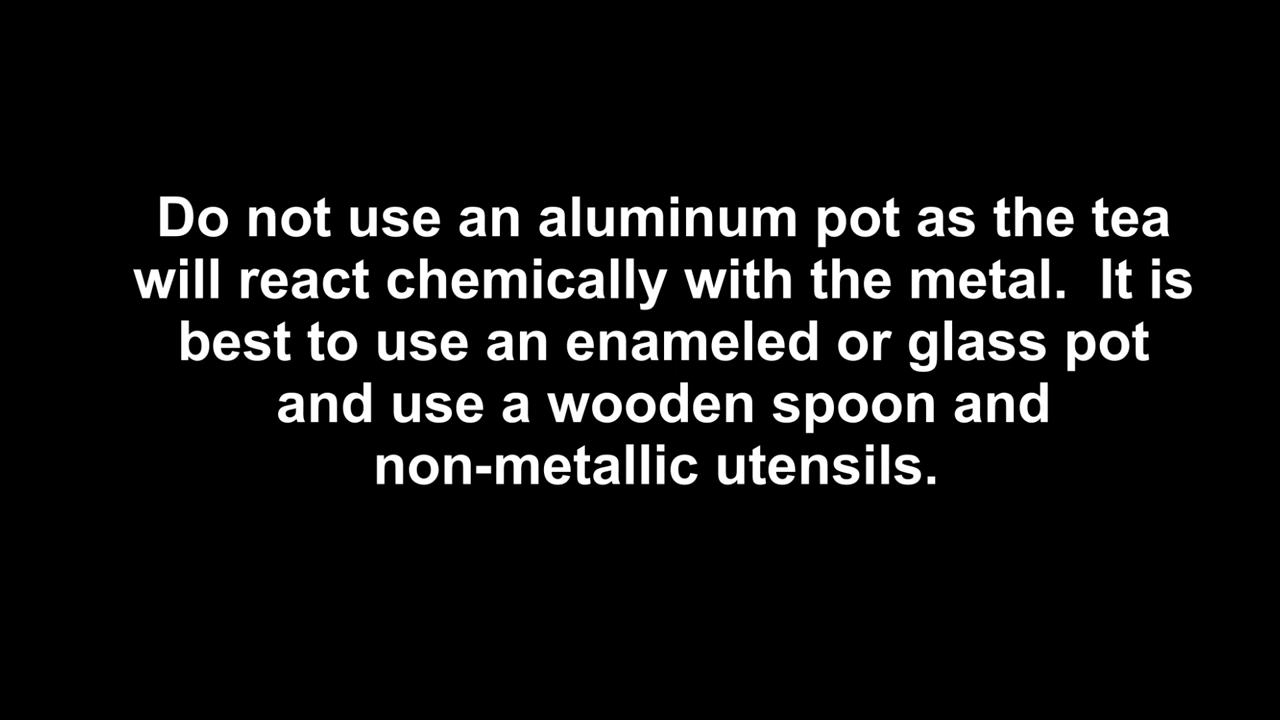 Do not use an aluminum pot as the tea
will react chemically with the metal.  It is
best to use an enameled or glass pot
and use a wooden spoon and
non-metallic utensils.